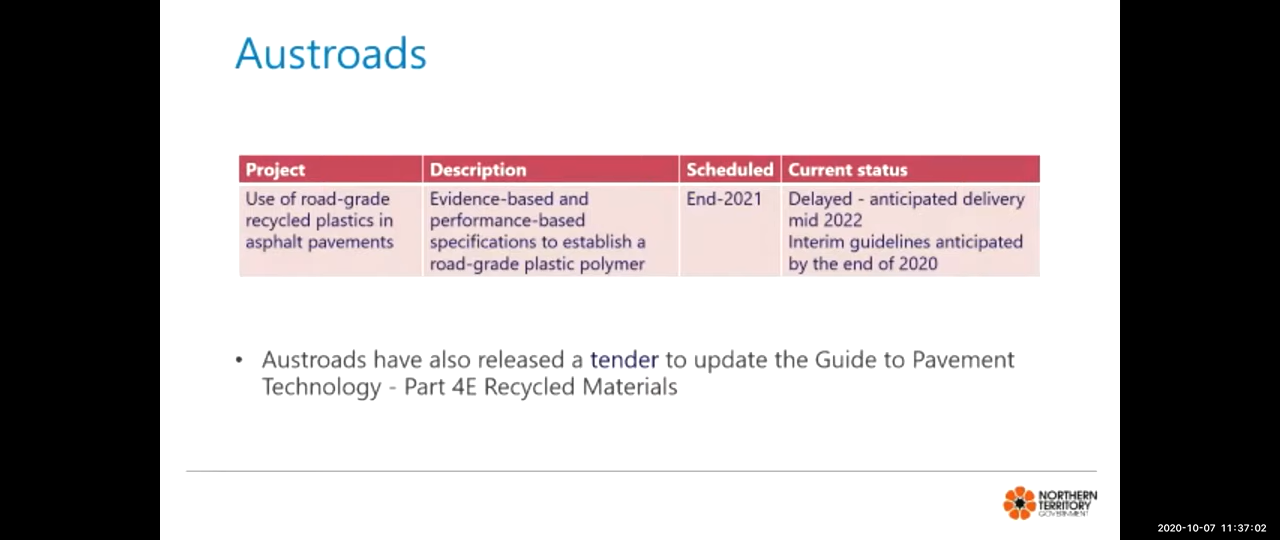 Austroads
Project
Description
Scheduled
Current status
Use of road-grade
recycled plastics in
asphalt pavements
Evidence-based and
performance-based
specifications to establish a
road-grade plastic polymer
End-2021
Delayed - anticipated delivery
mid 2022
Interim guidelines anticipated
by the end of 2020
• Austroads have also released a tender to update the Guide to Pavement
Technology - Part 4E Recycled Materials
NORTHERN
TERRITORY
GOVERNMENT
2020-10-07 11:37:02